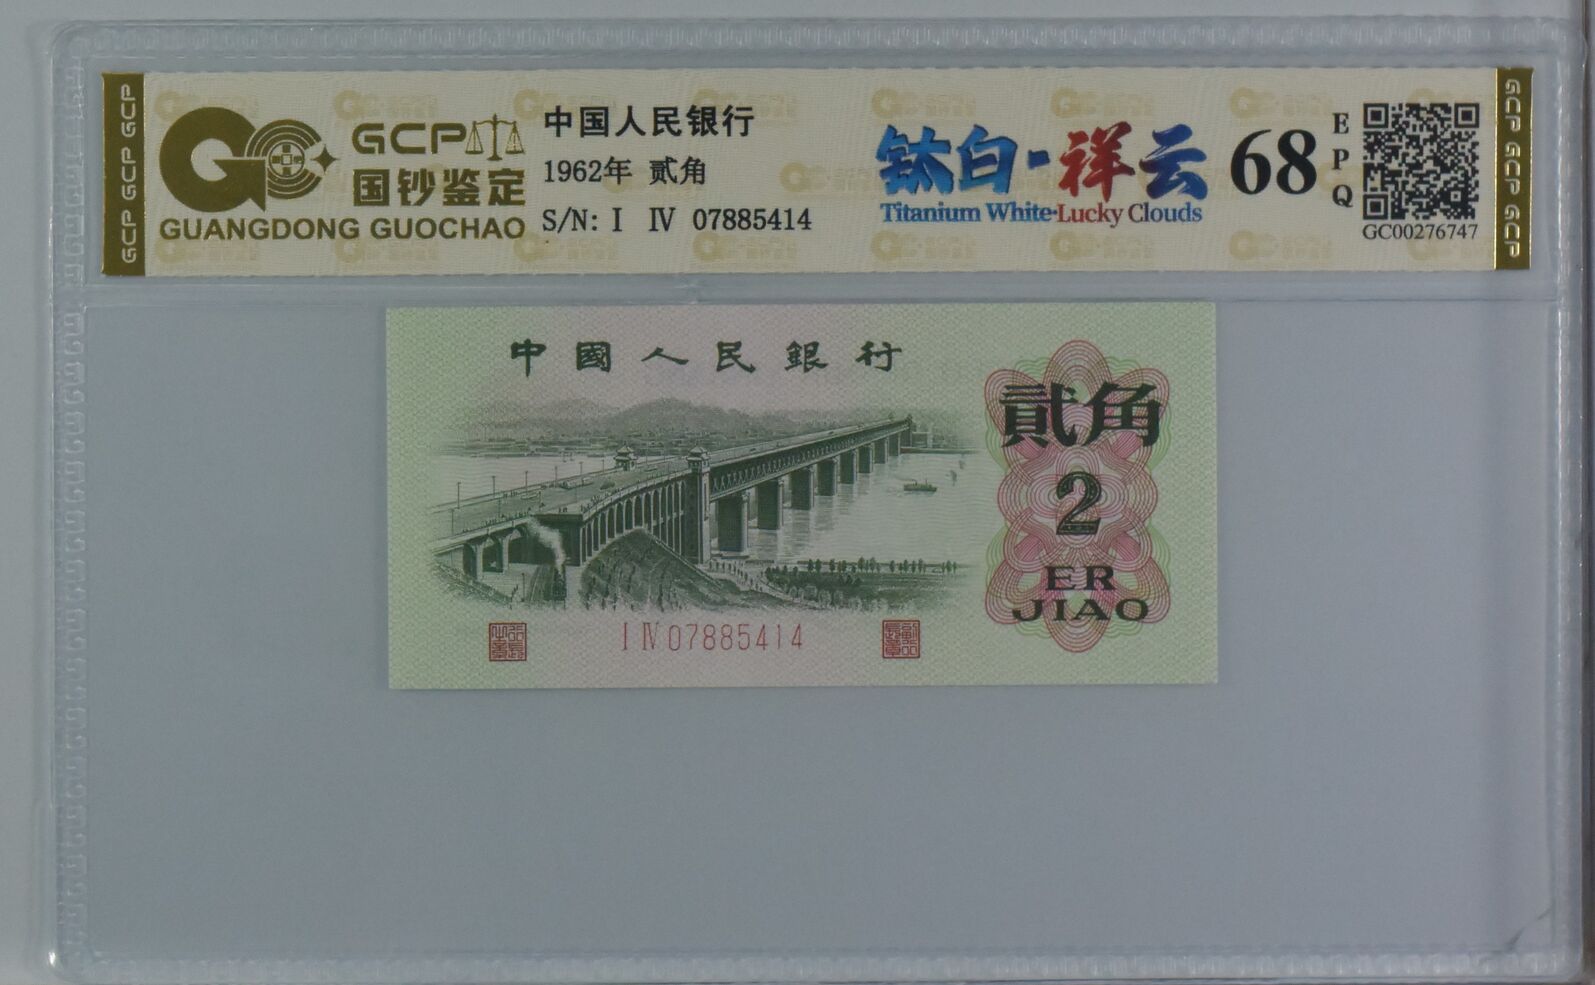 GCP GCP GCP
GCP
国钞鉴定
GUANGDONG GUOCHAO
中国人民银行
1962年 贰角
S/N: I IV 07885414
钛白-祥云
Titanium White·Lucky Clouds
68
EPQ
GC00276747
GCP GCP GCP
中國人民銀行
貳角
2
ER
JIAO
I IV 07885414